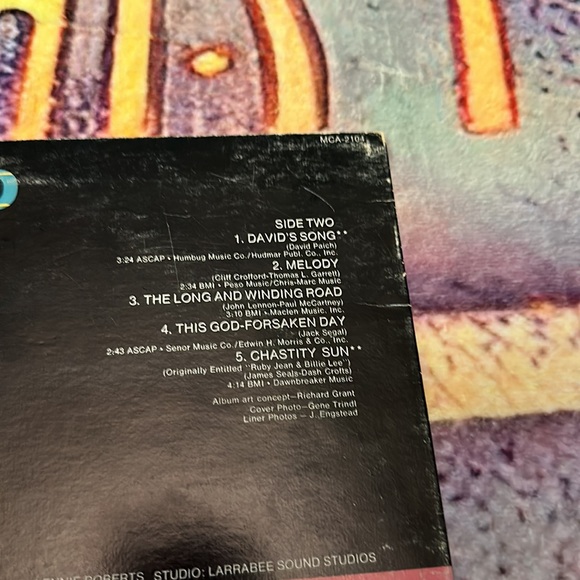 MCA-2104
SIDE TWO
1. DAVID'S SONG**
(David Paich)
3:24 ASCAP • Humbug Music Co./Hudmar Publ. Co., Inc.
2. MELODY
(Cliff Crofford-Thomas L. Garrett)
2:34 BMI • Peso Music/Chris-Marc Music
3. THE LONG AND WINDING ROAD
(John Lennon-Paul McCartney)
3:10 BMI • Maclen Music, Inc.
4. THIS GOD-FORSAKEN DAY
(Jack Segal)
2:43 ASCAP • Senor Music Co./Edwin H. Morris & Co., Inc.
5. CHASTITY SUN**
(Originally Entitled "Ruby Jean & Billie Lee")
(James Seals-Dash Crofts)
4:14 BMI • Dawnbreaker Music
Album art concept—Richard Grant
Cover Photo—Gene Trindl
Liner Photos – J. Engstead
ROBERTS STUDIO: LARRABEE SOUND STUDIOS